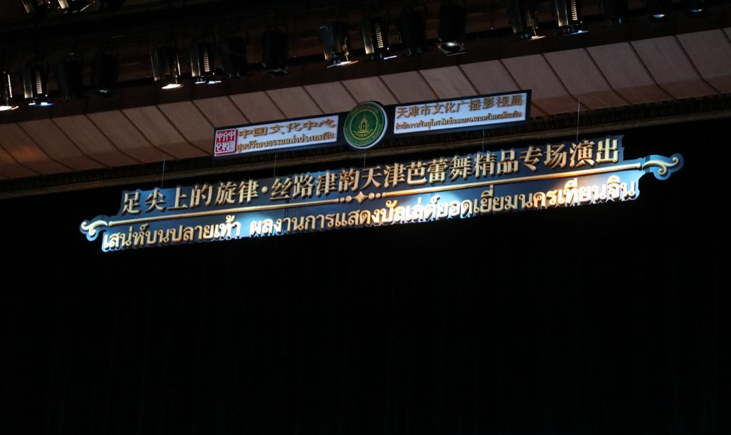 中国文化中心
天津市文化广播影视局
足尖上的旋律·丝路津韵天津芭蕾舞精品专场演出
เสน่ห์บนปลายเท้า ผลงานการแสดงบัลเล่ต์ยอดเยี่ยมนครเทียนจิน